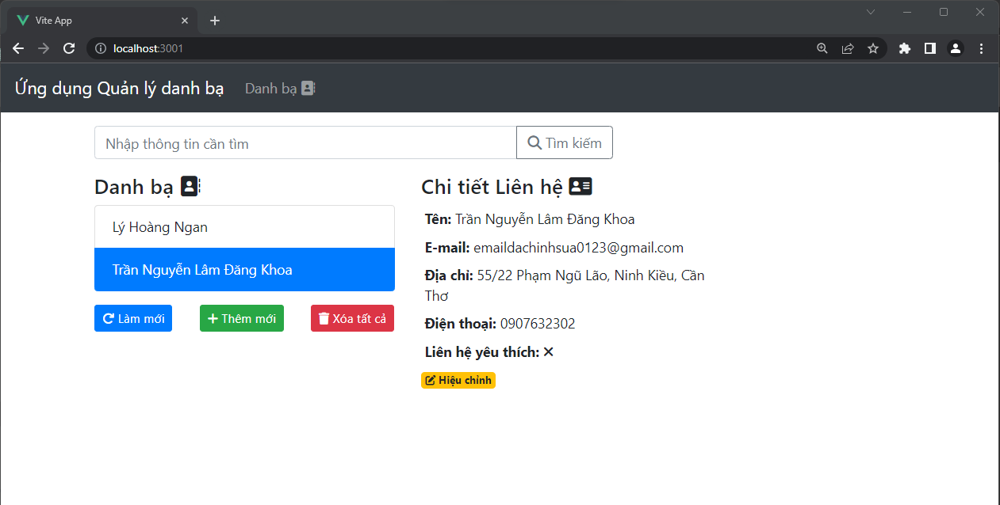 Vite App
localhost:3001
Ứng dụng Quản lý danh bạ Danh bạ
Nhập thông tin cần tìm Tìm kiếm
Danh bạ
Lý Hoàng Ngan
Trần Nguyễn Lâm Đăng Khoa
Làm mới Thêm mới Xóa tất cả
Chi tiết Liên hệ
Tên: Trần Nguyễn Lâm Đăng Khoa
E-mail: emaildachinhsua0123@gmail.com
Địa chỉ: 55/22 Phạm Ngũ Lão, Ninh Kiều, Cần
Thơ
Điện thoại: 0907632302
Liên hệ yêu thích:
Hiệu chỉnh